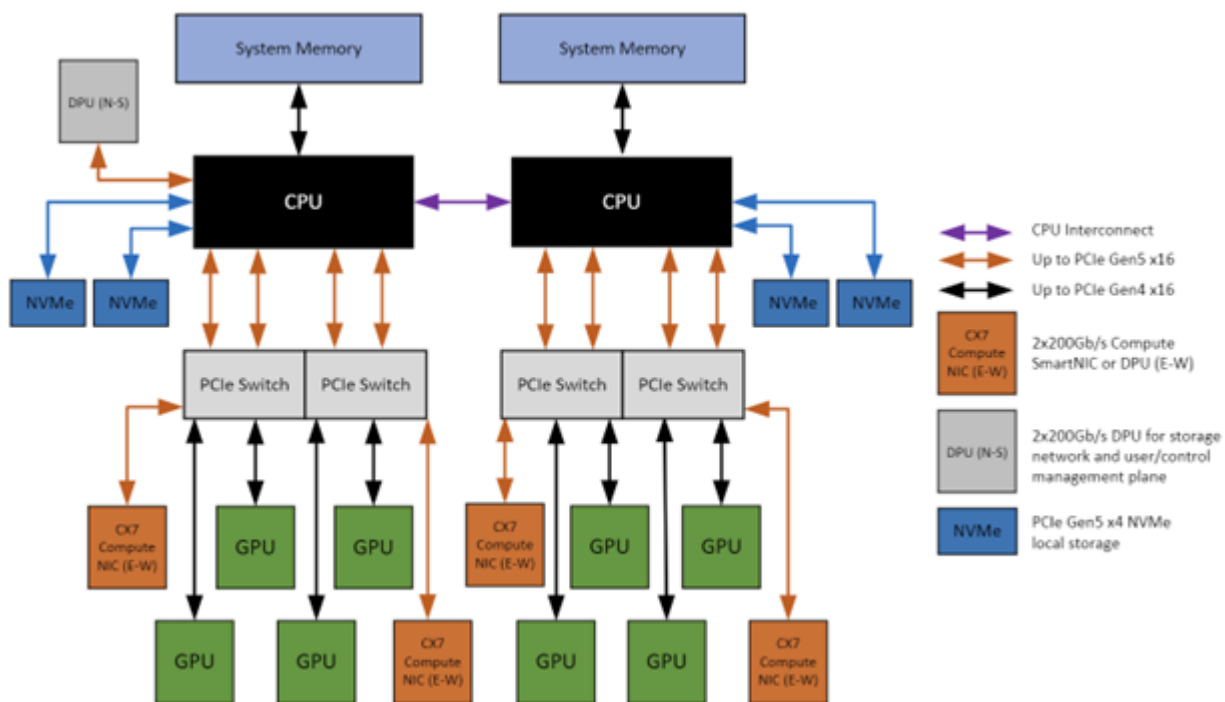 System Memory
System Memory
DPU (N-S)
CPU
CPU
NVMe
NVMe
NVMe
NVMe
CPU Interconnect
Up to PCIe Gen5 x16
Up to PCIe Gen4 x16
CX7
Compute
NIC (E-W)
2x200Gb/s Compute
SmartNIC or DPU (E-W)
DPU (N-S)
2x200Gb/s DPU for storage
network and user/control
management plane
NVMe
PCIe Gen5 x4 NVMe
local storage
PCIe Switch
PCIe Switch
PCIe Switch
PCIe Switch
CX7
Compute
NIC (E-W)
GPU
GPU
CX7
Compute
NIC (E-W)
GPU
GPU
GPU
GPU
CX7
Compute
NIC (E-W)
GPU
GPU
CX7
Compute
NIC (E-W)